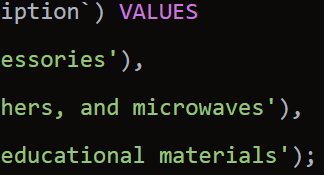 iption`) VALUES
essories'),
hers, and microwaves'),
educational materials');